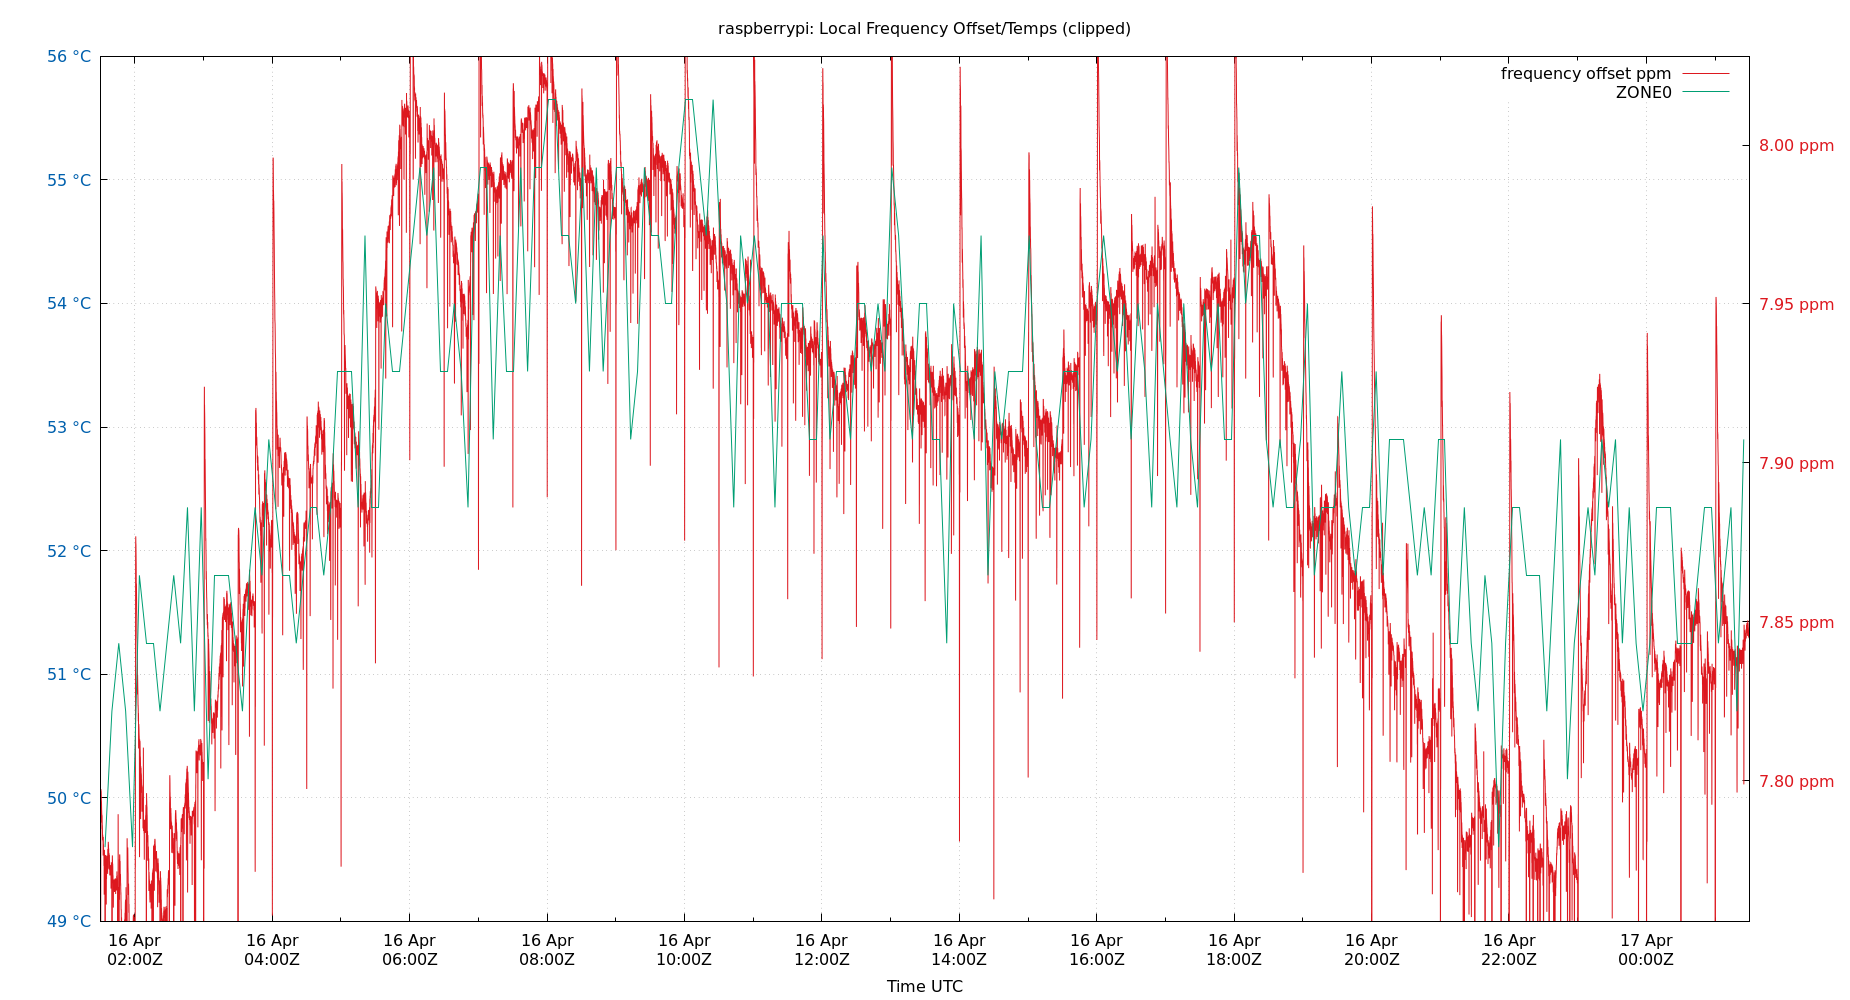 raspberrypi: Local Frequency Offset/Temps (clipped)
56 °C
55 °C
54 °C
53 °C
52 °C
51 °C
50 °C
49 °C
frequency offset ppm
ZONE0
8.00 ppm
7.95 ppm
7.90 ppm
7.85 ppm
7.80 ppm
16 Apr 16 Apr 16 Apr 16 Apr 16 Apr 16 Apr 16 Apr 16 Apr 16 Apr 16 Apr 16 Apr 17 Apr
02:00Z 04:00Z 06:00Z 08:00Z 10:00Z 12:00Z 14:00Z 16:00Z 18:00Z 20:00Z 22:00Z 00:00Z
Time UTC